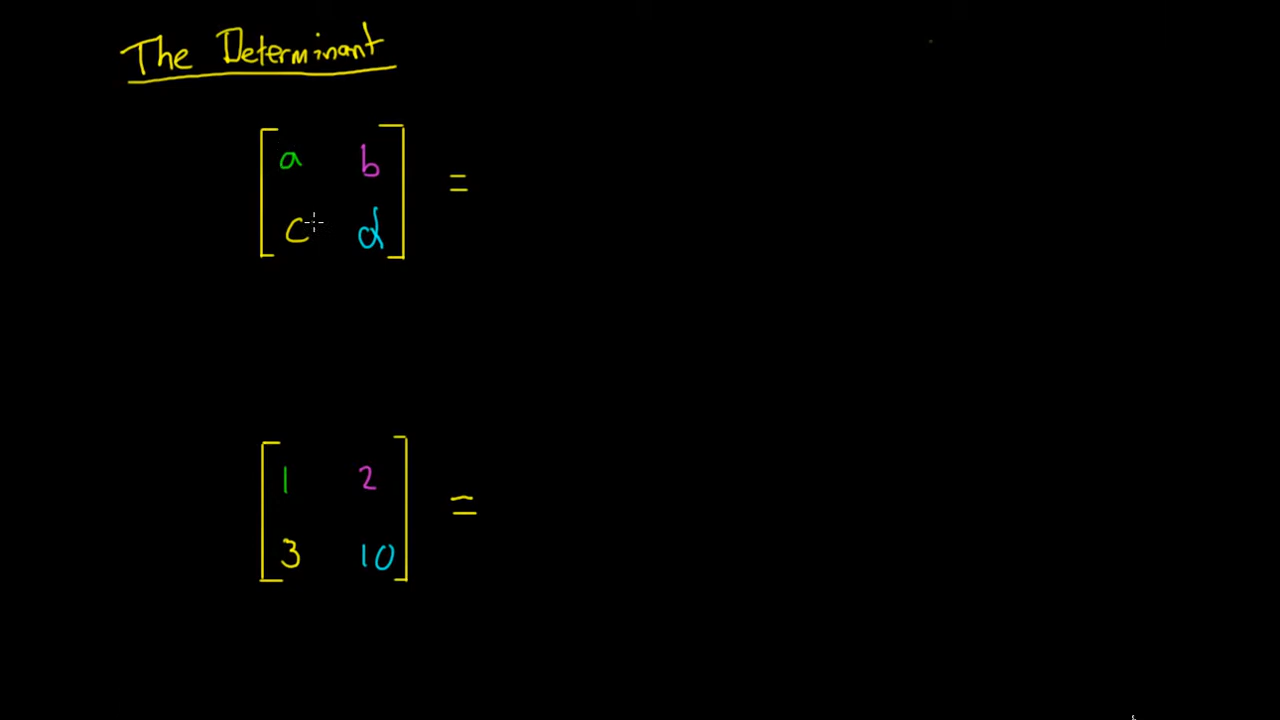 The Determinant
[a b] =
[c d]
[1 2] =
[3 10]